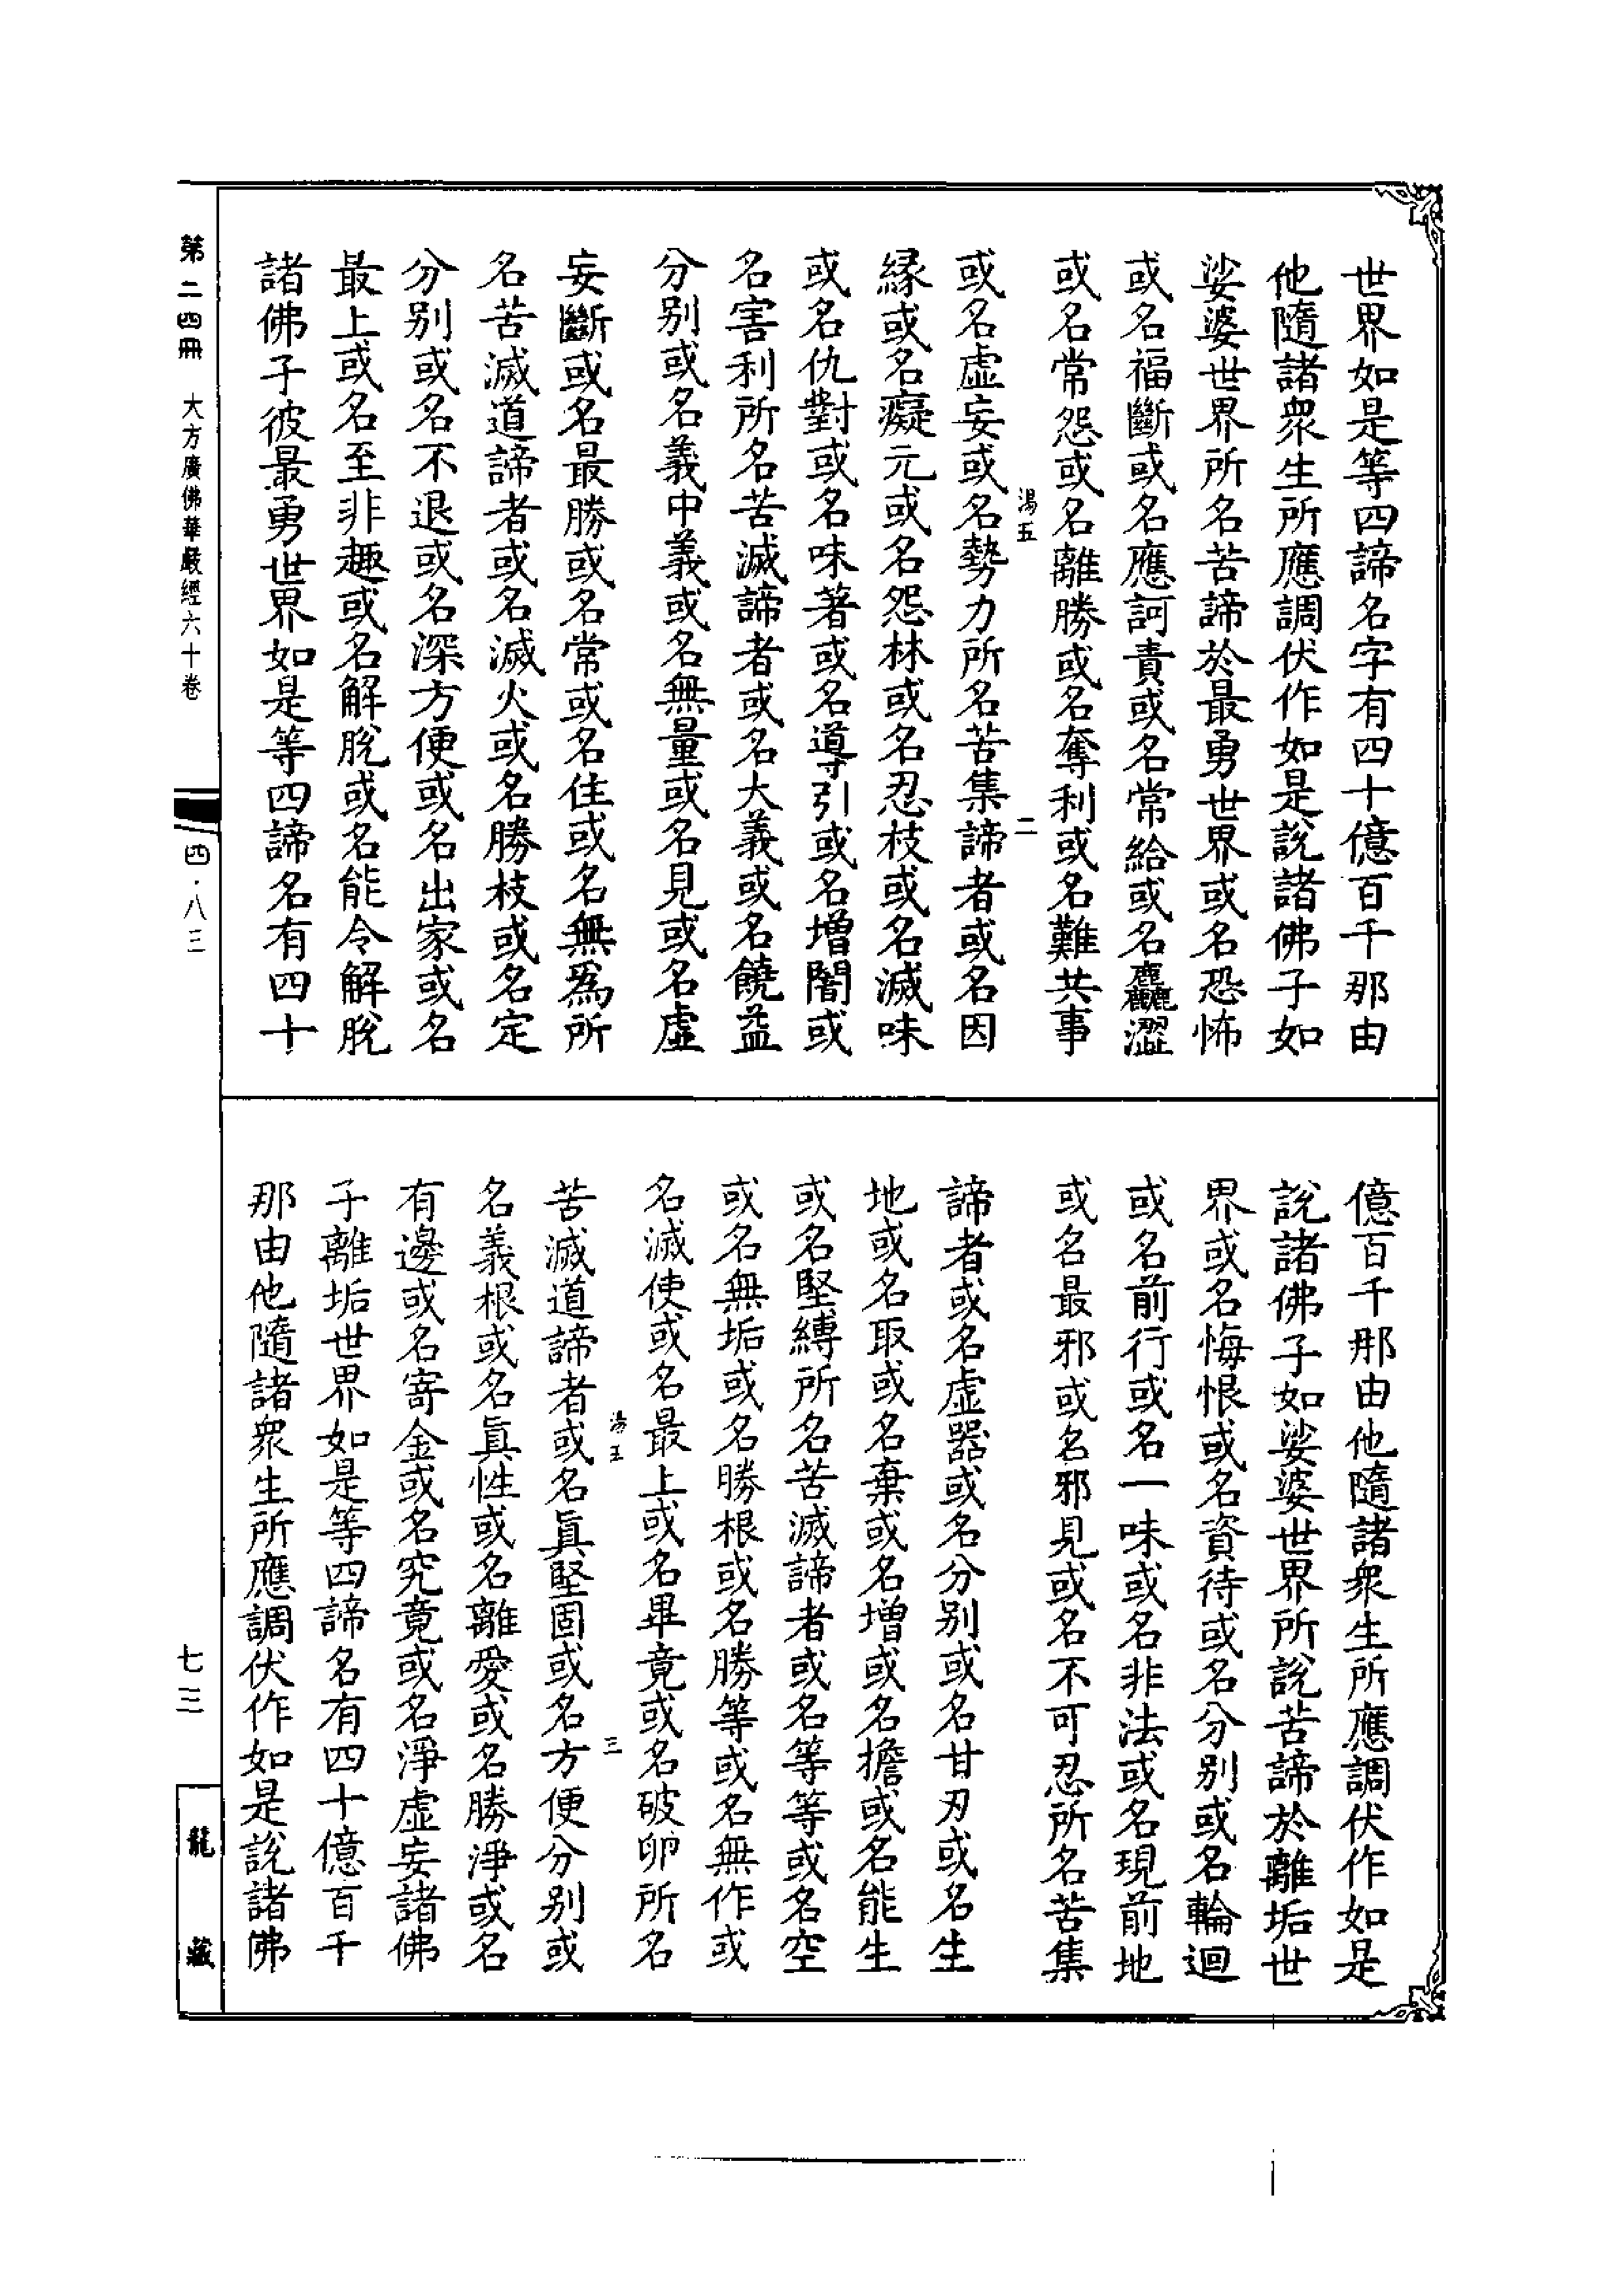 世界如是等四諦名字有四十億百千那由
他隨諸衆生所應調伏作如是說諸佛子如
娑婆世界所名苦諦於最勇世界或名恐怖
或名福斷或名應訶責或名常給或名麤澀
或名常怨或名離勝或名奪利或名難共事
湯五
二
或名虛妄或名勢力所名苦集諦者或名因
緣或名癡元或名怨林或名忍枝或名滅味
或名仇對或名味著或名導引或名增闇或
名害利所名苦滅諦者或名大義或名饒益
分別或名義中義或名無量或名見或名虛
妄斷或名最勝或名常或名住或名無爲所
名苦滅道諦者或名滅火或名勝枝或名定
分別或名不退或名深方便或名出家或名
最上或名至非趣或名解脫或名能令解脫
諸佛子彼最勇世界如是等四諦名有四十
億百千那由他隨諸衆生所應調伏作如是
說諸佛子如娑婆世界所說苦諦於離垢世
界或名悔恨或名資待或名分別或名輪迴
或名前行或名一味或名非法或名現前地
或名最邪或名邪見或名不可忍所名苦集
諦者或名虛器或名分別或名甘刃或名生
地或名取或名棄或名增或名擔或名能生
或名堅縛所名苦滅諦者或名等等或名空
或名無垢或名勝根或名勝等或名無作或
名滅使或名最上或名畢竟或名破卵所名
湯五
三
苦滅道諦者或名眞堅固或名方便分別或
名義根或名眞性或名離愛或名勝淨或名
有邊或名寄金或名究竟或名淨虛妄諸佛
子離垢世界如是等四諦名有四十億百千
那由他隨諸衆生所應調伏作如是說諸佛
第二四冊 大方廣佛華嚴經六十卷
四·八三
七三
龍藏